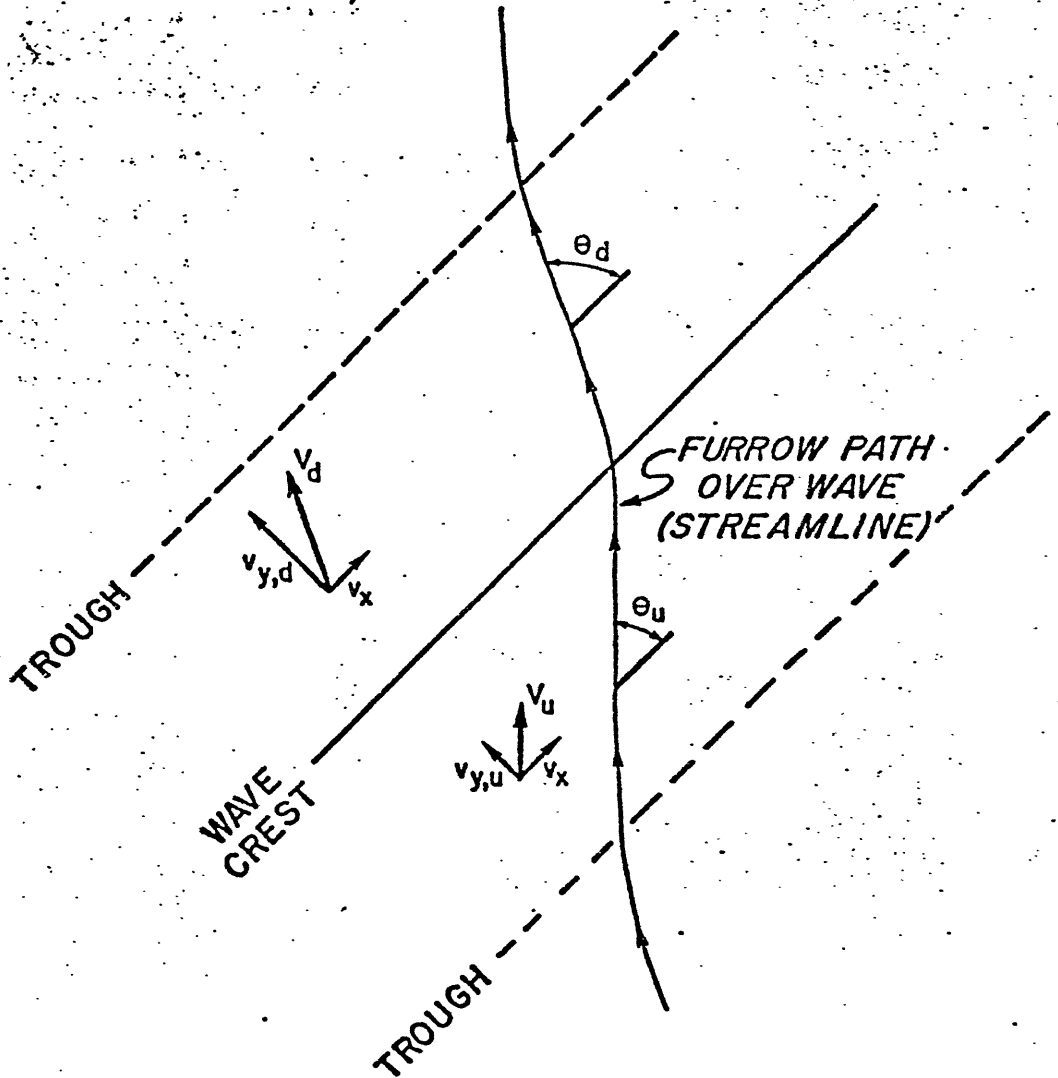 θd
FURROW PATH
OVER WAVE
(STREAMLINE)
Vd
vy,d
vx
TROUGH
θu
Vu
vy,u
vx
WAVE
CREST
TROUGH